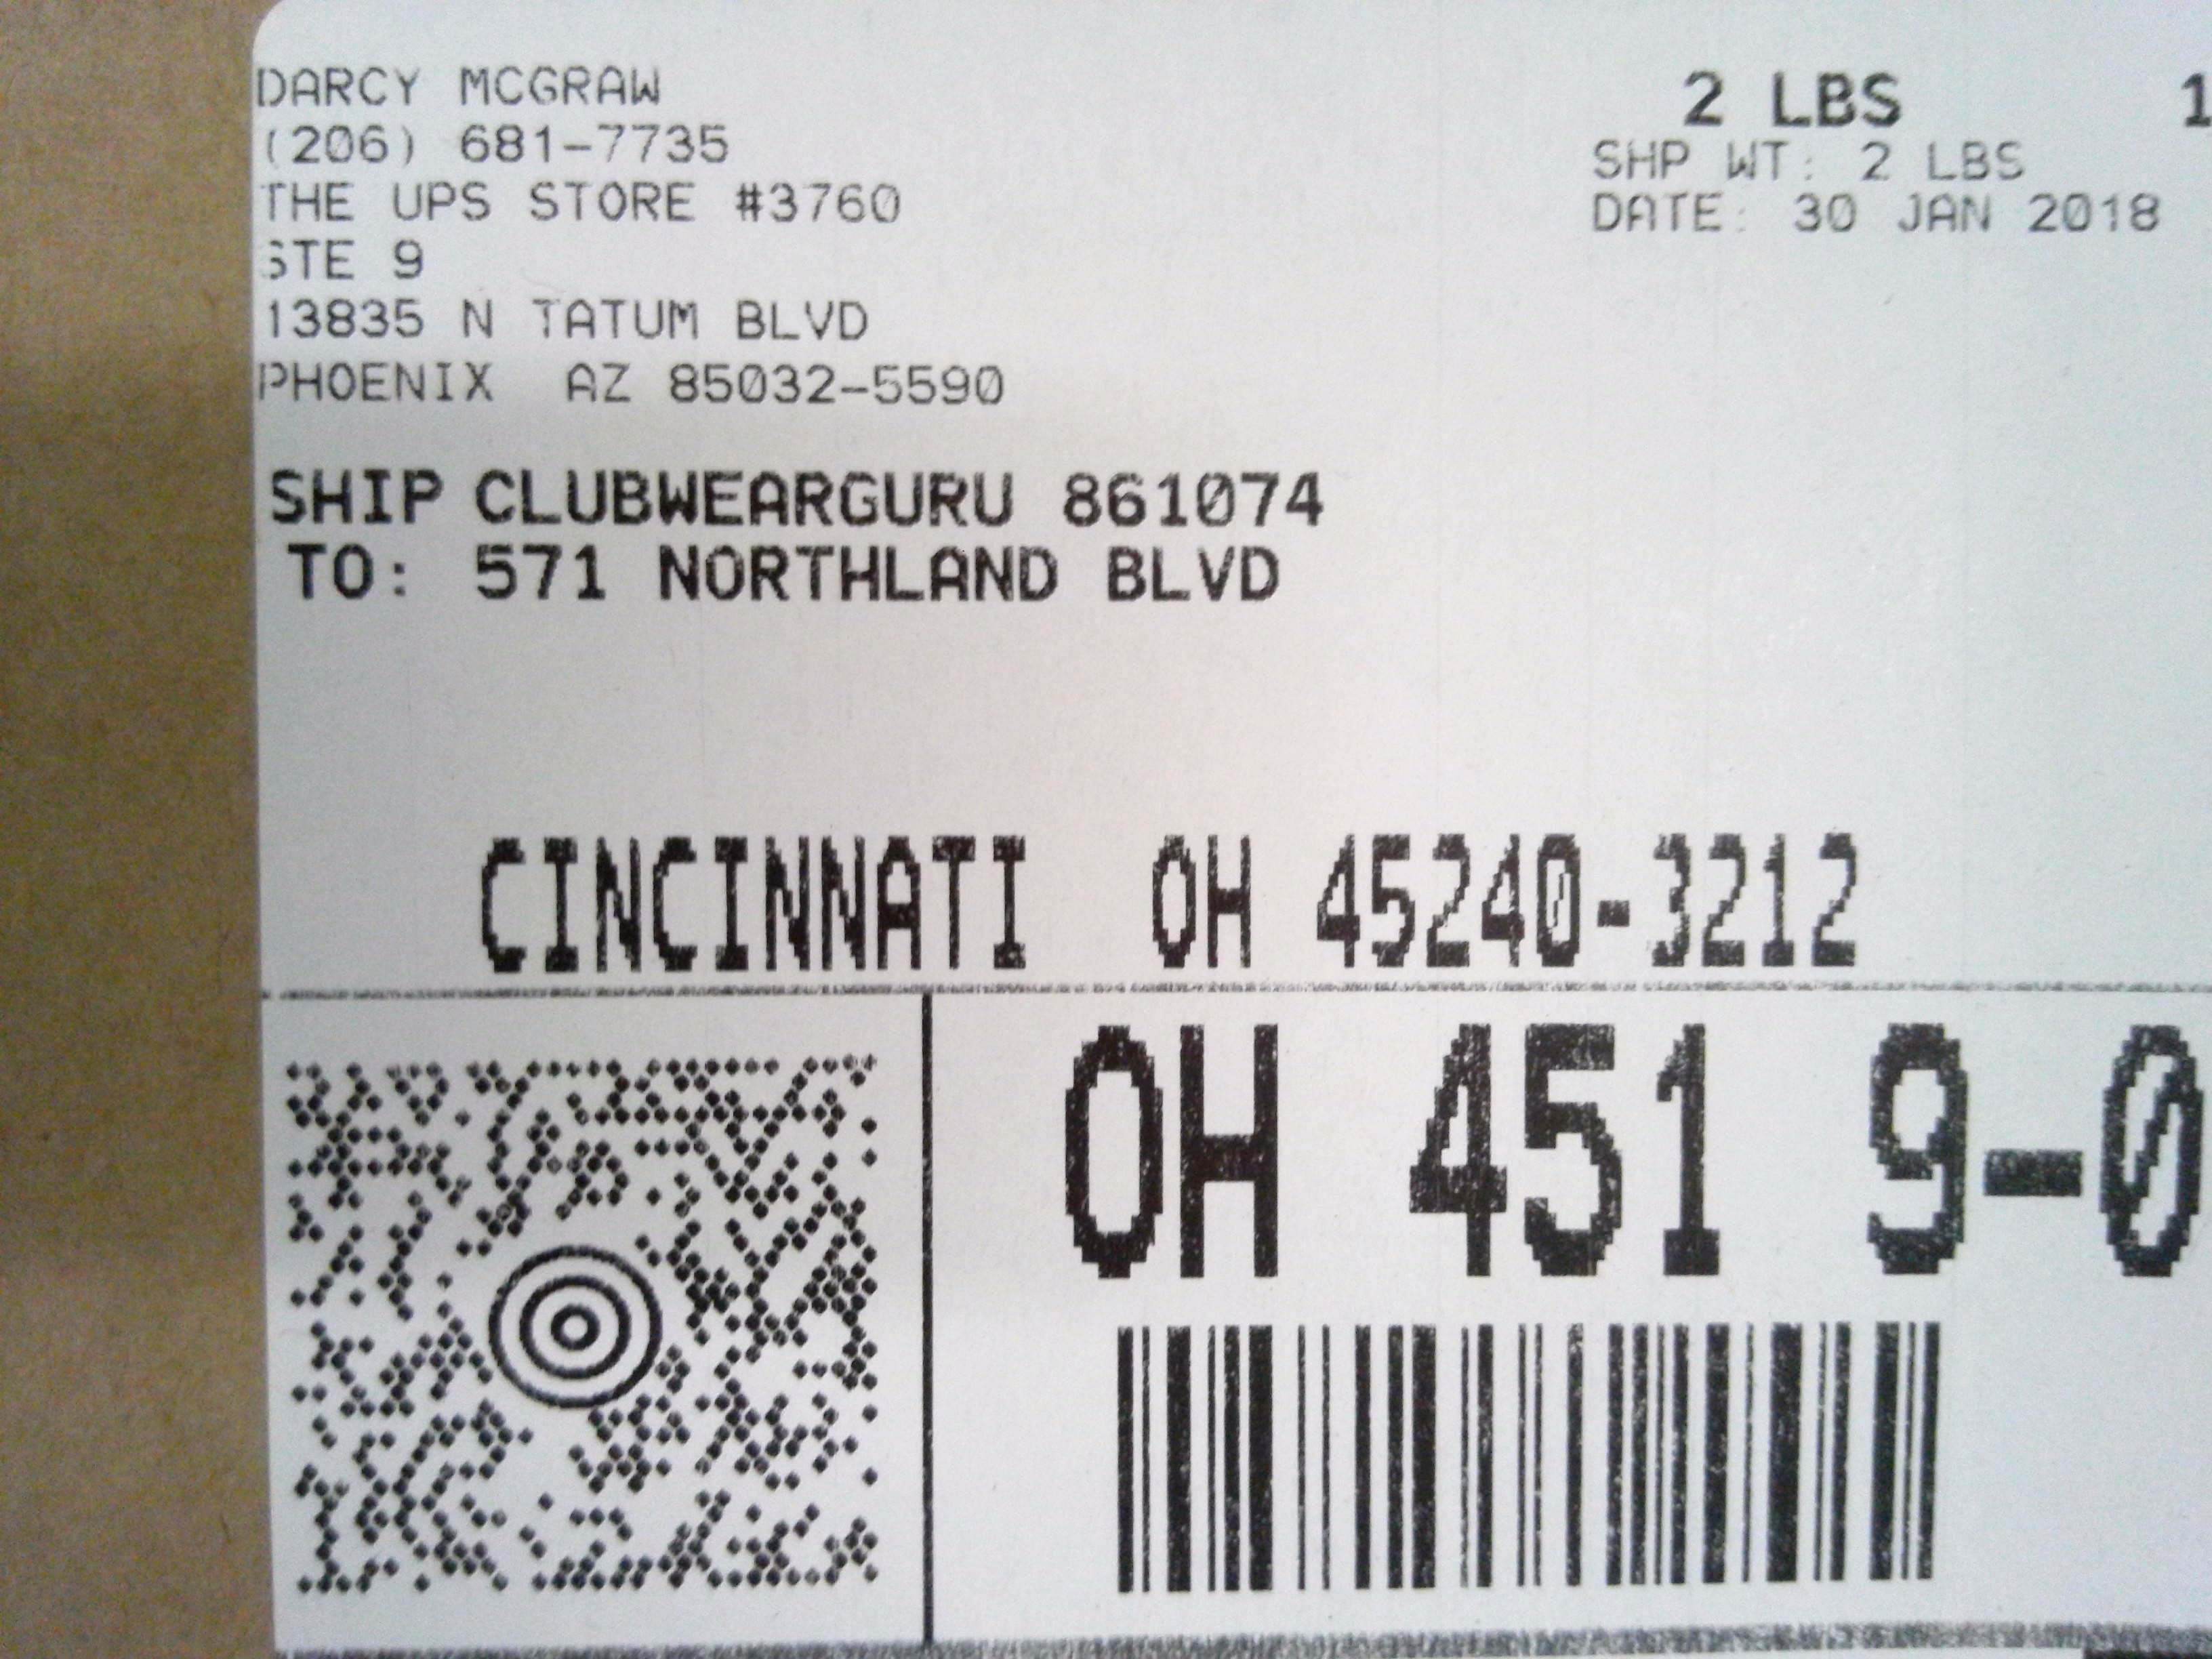 DARCY MCGRAW
(206) 681-7735
THE UPS STORE #3760
STE 9
13835 N TATUM BLVD
PHOENIX AZ 85032-5590
2 LBS 1
SHP WT: 2 LBS
DATE: 30 JAN 2018
SHIP CLUBWEARGURU 861074
TO: 571 NORTHLAND BLVD
CINCINNATI OH 45240-3212
OH 451 9-0